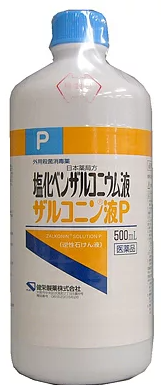 P
外用殺菌消毒薬
日本薬局方
塩化ベンザルコニウム液
ザルコニン液P
ZALKONIN SOLUTION P
(逆性石けん液)
500mL
医薬品
健栄製薬株式会社